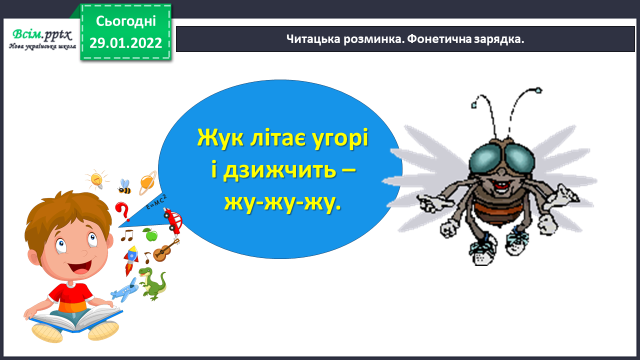 Всім.pptx
Нова українська школа
Сьогодні
29.01.2022
Читацька розминка. Фонетична зарядка.
Жук літає угорі
і дзижчить –
жу-жу-жу.
E=MC²